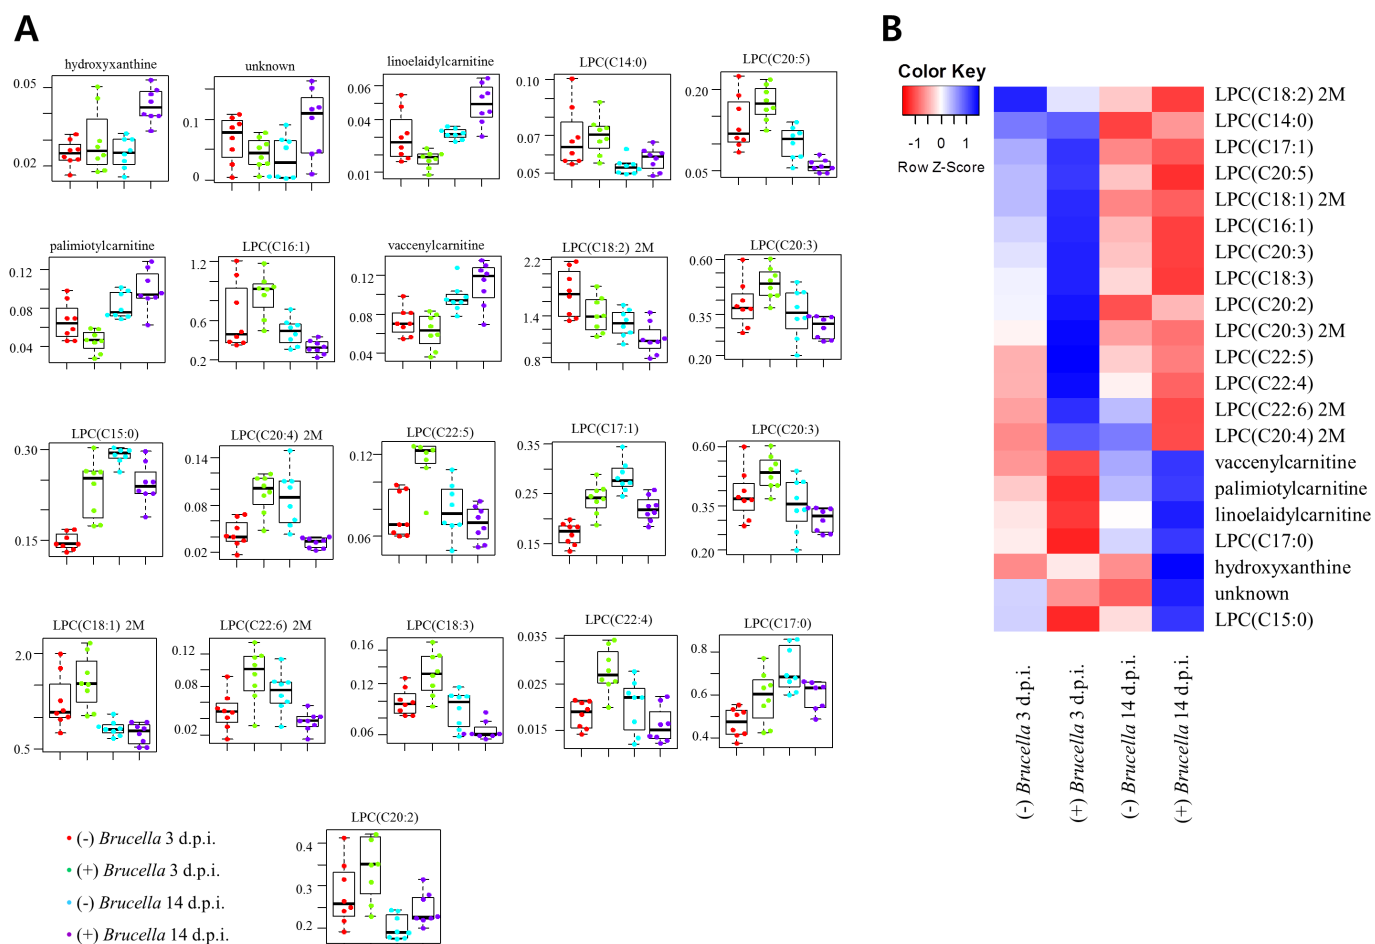 A
hydroxyxanthine
0.05
0.02
unknown
0.1
0
linoelaidylcarnitine
0.06
0.04
0.01
LPC(C14:0)
0.10
0.07
0.05
LPC(C20:5)
0.20
0.05
palimiotylcarnitine
0.12
0.08
0.04
LPC(C16:1)
1.2
0.6
0.2
vaccenylcarnitine
0.12
0.08
0.04
LPC(C18:2) 2M
2.2
1.4
0.8
LPC(C20:3)
0.60
0.35
0.20
LPC(C15:0)
0.30
0.15
LPC(C20:4) 2M
0.14
0.08
0.02
LPC(C22:5)
0.12
0.06
LPC(C17:1)
0.35
0.25
0.15
LPC(C20:3)
0.60
0.35
0.20
LPC(C18:1) 2M
2.0
0.5
LPC(C22:6) 2M
0.12
0.08
0.02
LPC(C18:3)
0.16
0.12
0.06
LPC(C22:4)
0.035
0.025
0.015
LPC(C17:0)
0.8
0.6
0.4
LPC(C20:2)
0.4
0.3
0.2
(-) Brucella 3 d.p.i.
(+) Brucella 3 d.p.i.
(-) Brucella 14 d.p.i.
(+) Brucella 14 d.p.i.
B
Color Key
-1 0 1
Row Z-Score
LPC(C18:2) 2M
LPC(C14:0)
LPC(C17:1)
LPC(C20:5)
LPC(C18:1) 2M
LPC(C16:1)
LPC(C20:3)
LPC(C18:3)
LPC(C20:2)
LPC(C20:3) 2M
LPC(C22:5)
LPC(C22:4)
LPC(C22:6) 2M
LPC(C20:4) 2M
vaccenylcarnitine
palimiotylcarnitine
linoelaidylcarnitine
LPC(C17:0)
hydroxyxanthine
unknown
LPC(C15:0)
(-) Brucella 3 d.p.i.
(+) Brucella 3 d.p.i.
(-) Brucella 14 d.p.i.
(+) Brucella 14 d.p.i.